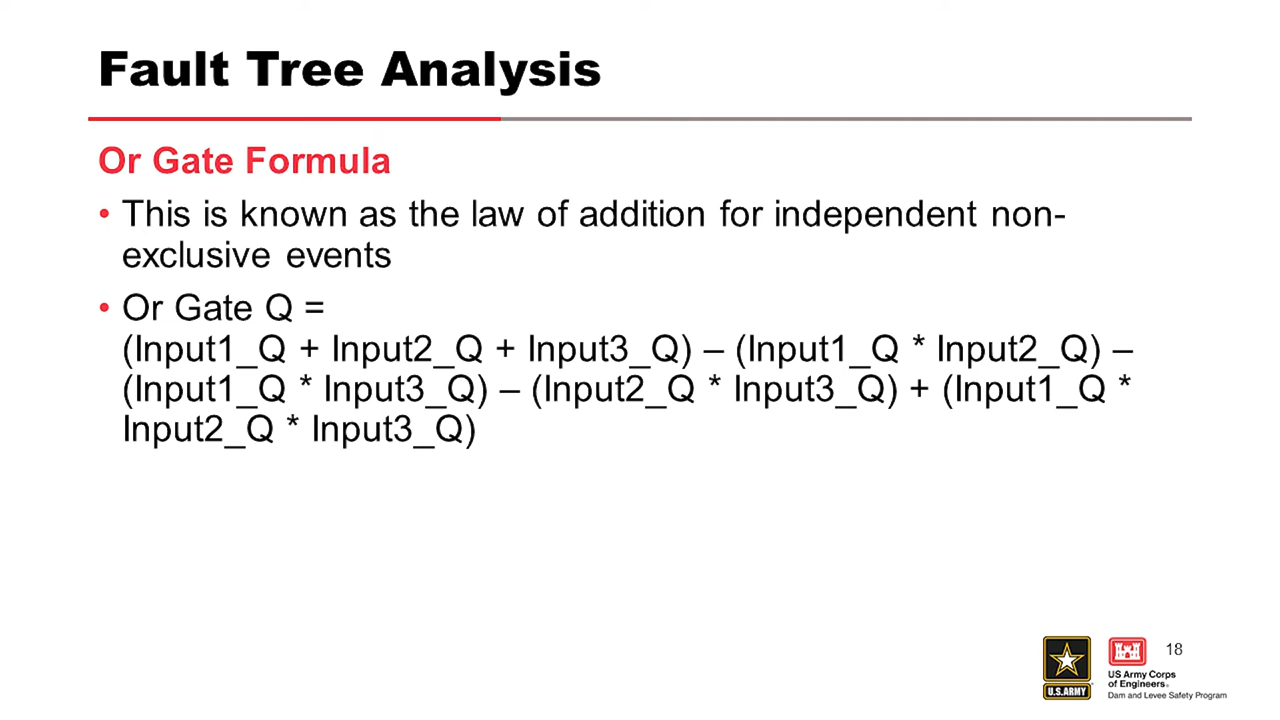 Fault Tree Analysis
Or Gate Formula
• This is known as the law of addition for independent non-
exclusive events
• Or Gate Q =
(Input1_Q + Input2_Q + Input3_Q) – (Input1_Q * Input2_Q) –
(Input1_Q * Input3_Q) – (Input2_Q * Input3_Q) + (Input1_Q *
Input2_Q * Input3_Q)
18
U.S.ARMY
US Army Corps
of Engineers®
Dam and Levee Safety Program